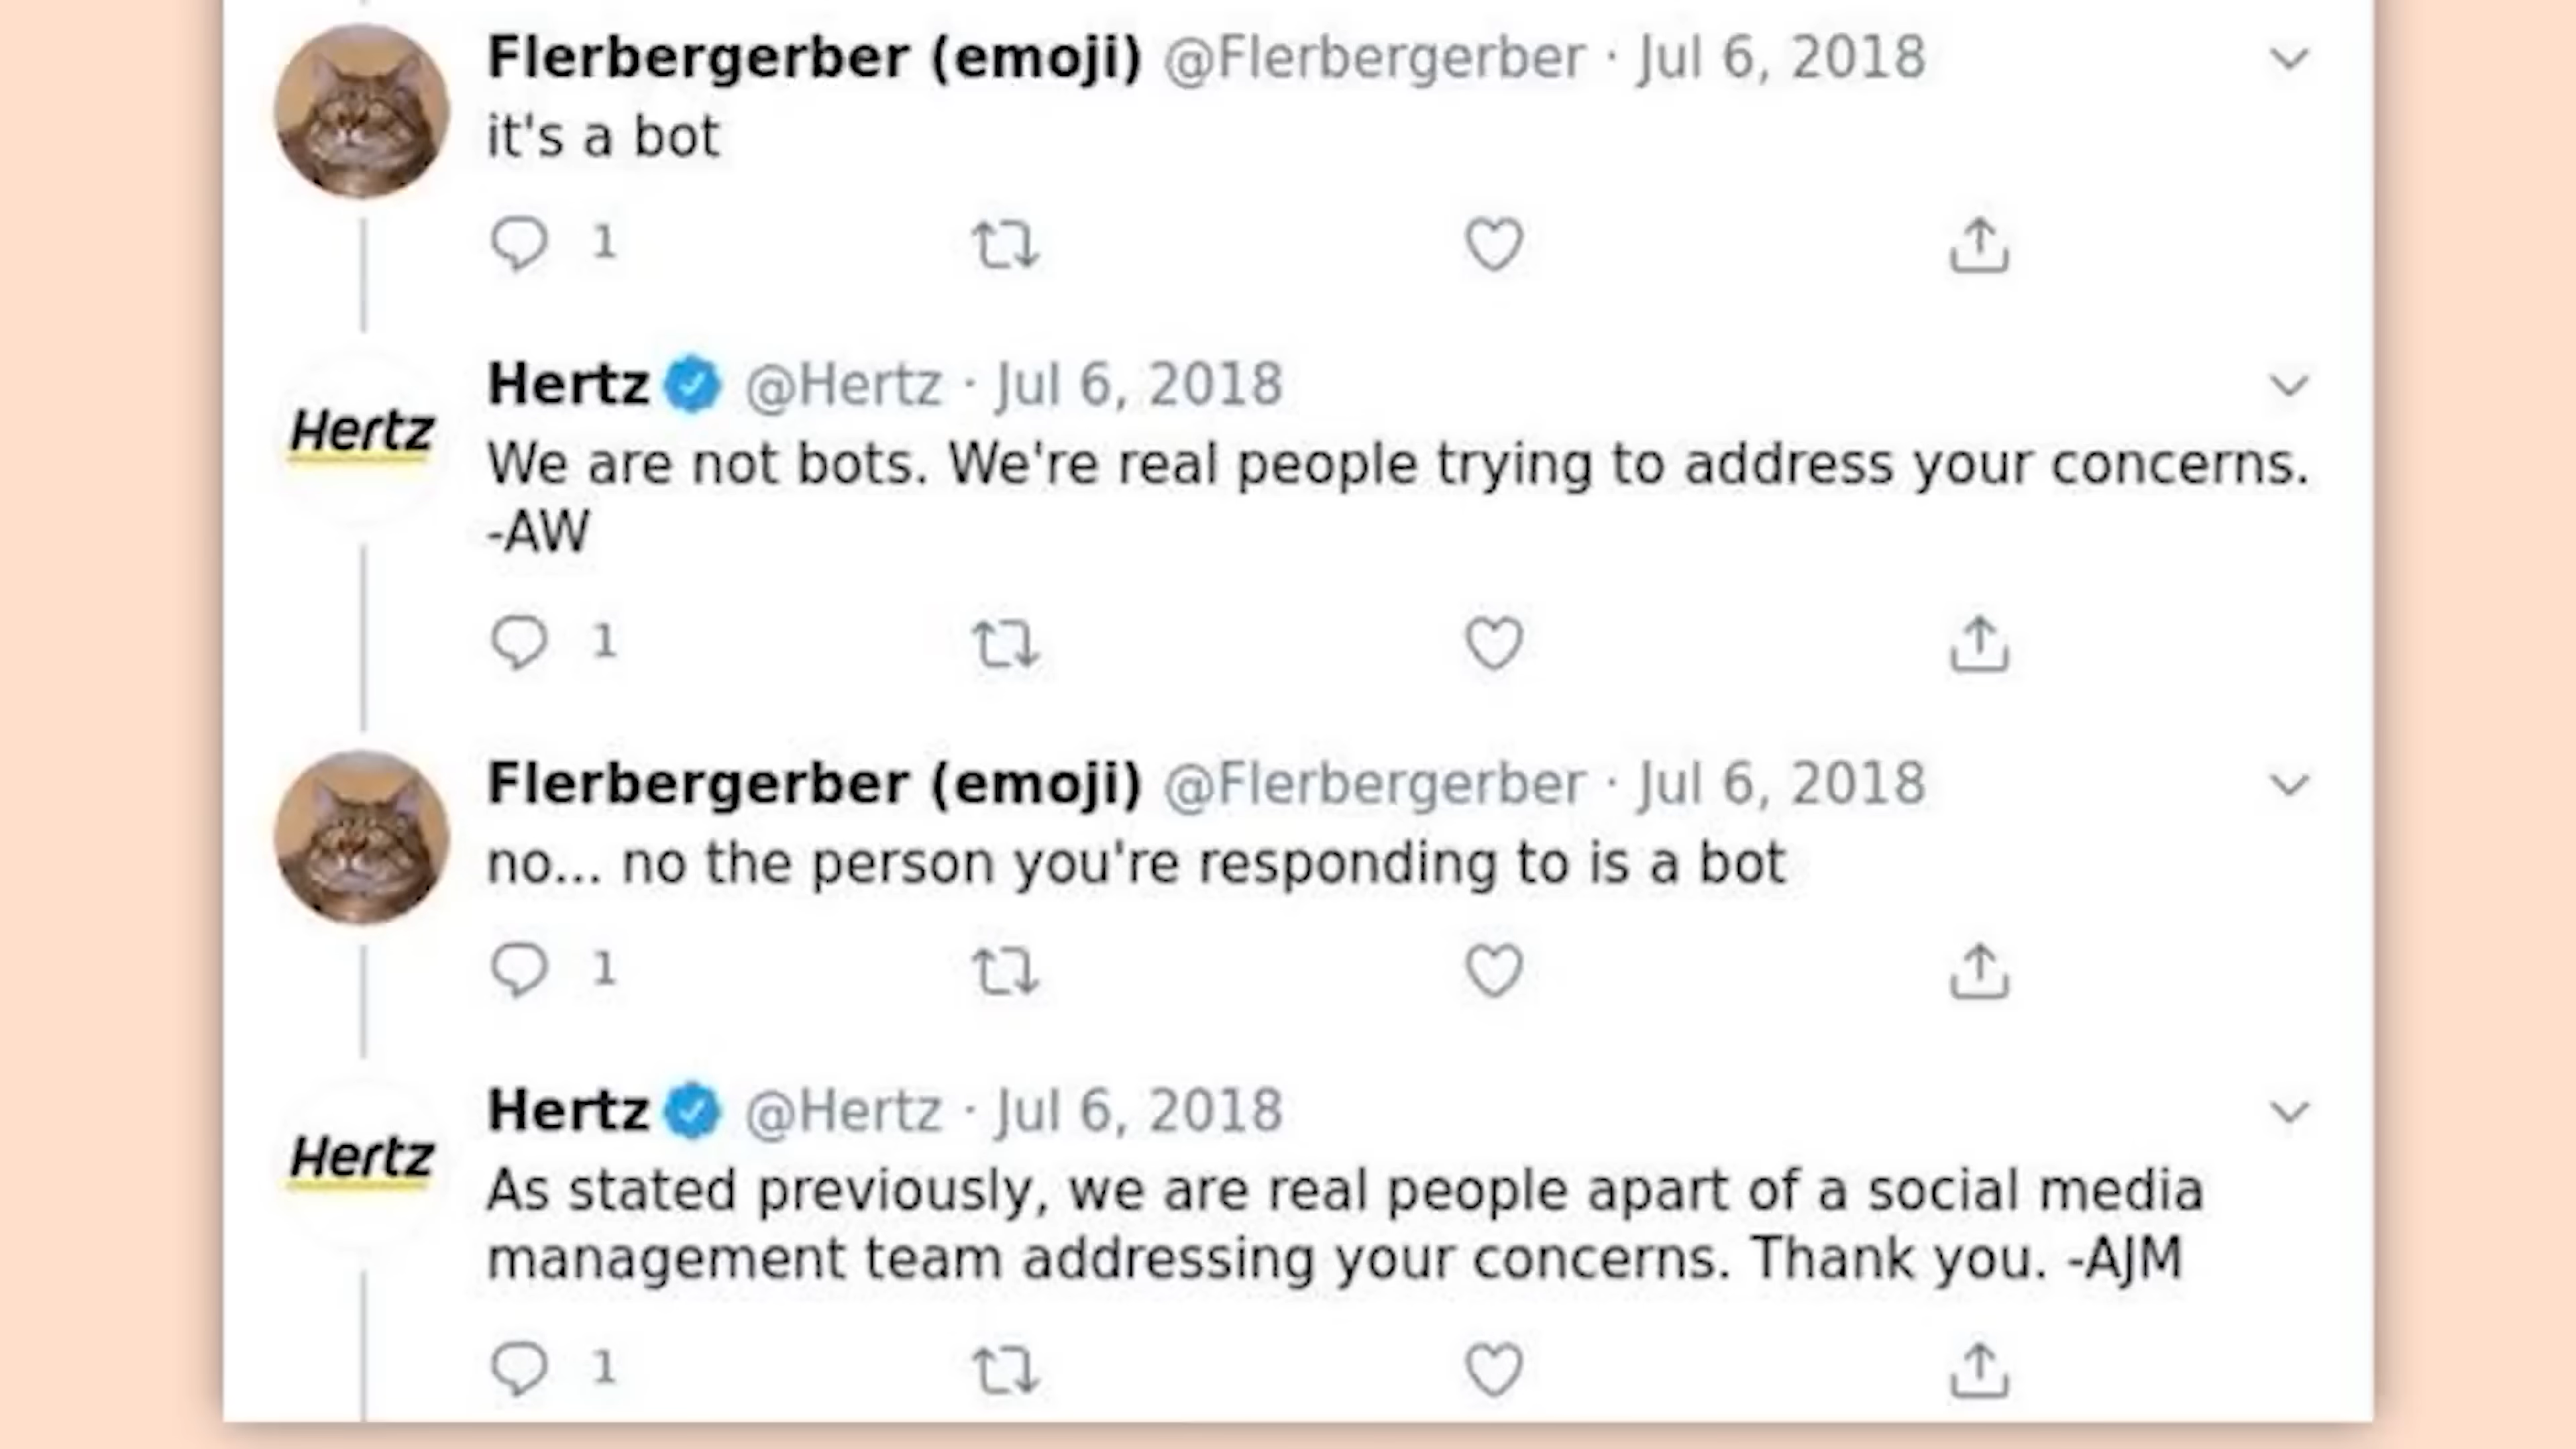 Flerbergerber (emoji) @Flerbergerber · Jul 6, 2018
it's a bot
1
Hertz @Hertz · Jul 6, 2018
Hertz
We are not bots. We're real people trying to address your concerns.
-AW
1
Flerbergerber (emoji) @Flerbergerber · Jul 6, 2018
no... no the person you're responding to is a bot
1
Hertz @Hertz · Jul 6, 2018
Hertz
As stated previously, we are real people apart of a social media
management team addressing your concerns. Thank you. -AJM
1